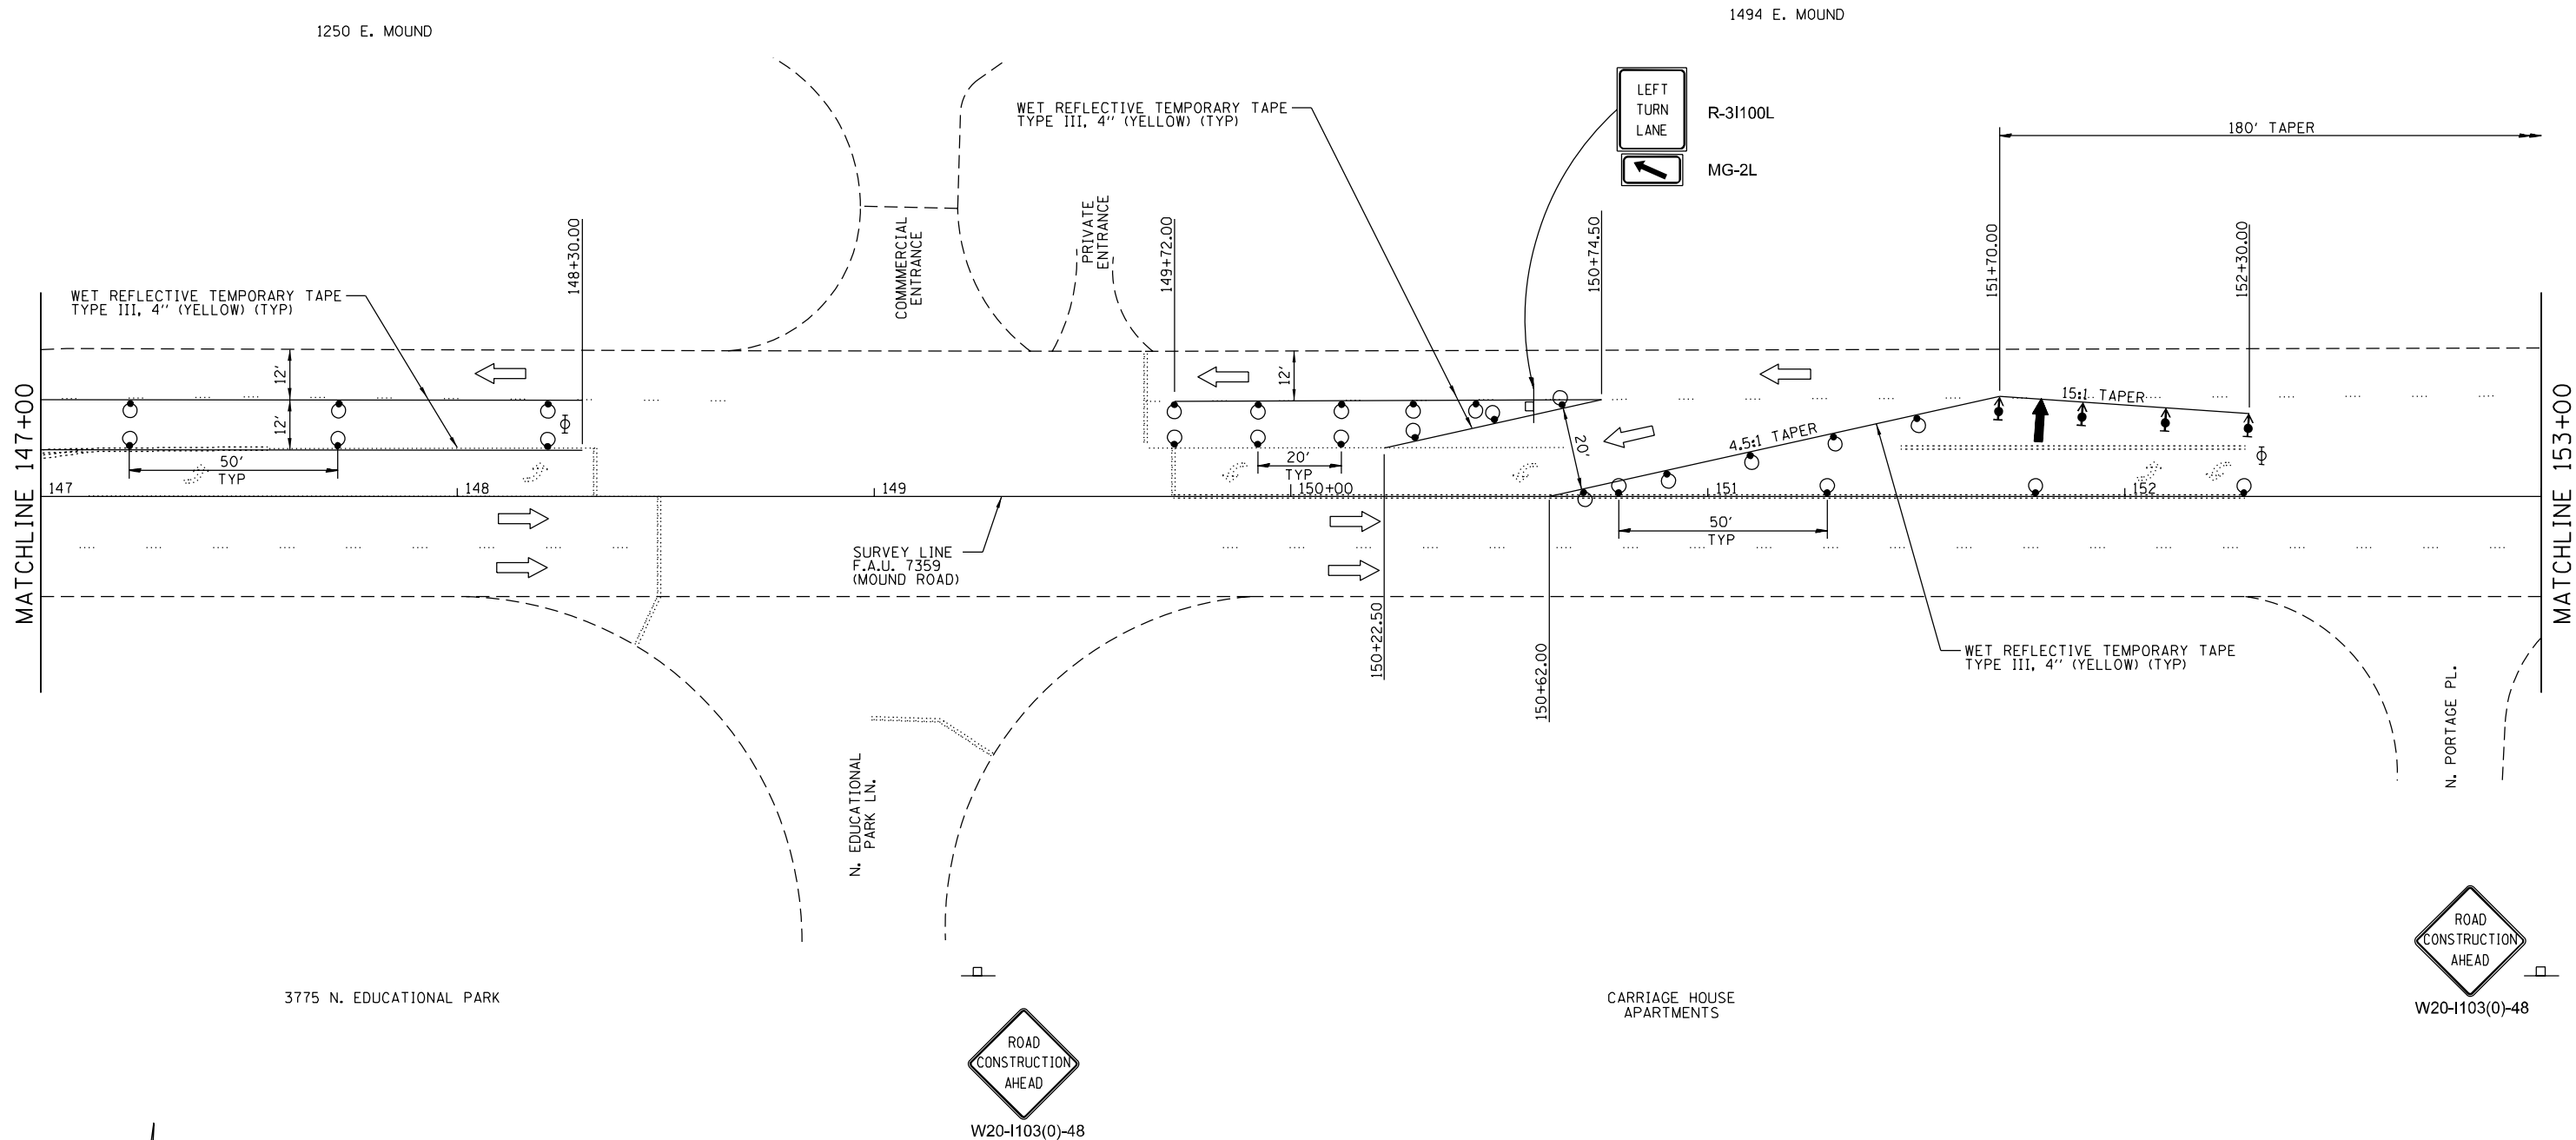 1250 E. MOUND
1494 E. MOUND
LEFT
TURN
LANE
R-3I100L
MG-2L
WET REFLECTIVE TEMPORARY TAPE
TYPE III, 4'' (YELLOW) (TYP)
180' TAPER
148+30.00
COMMMERCIAL
ENTRANCE
PRIVATE
ENTRANCE
149+72.00
150+74.50
151+70.00
152+30.00
WET REFLECTIVE TEMPORARY TAPE
TYPE III, 4'' (YELLOW) (TYP)
MATCHLINE 147+00
12'
12'
50'
TYP
12'
20'
TYP
20'
4.5:1 TAPER
15:1 TAPER
MATCHLINE 153+00
147
148
149
150+00
151
152
50'
TYP
SURVEY LINE
F.A.U. 7359
(MOUND ROAD)
150+22.50
150+62.00
WET REFLECTIVE TEMPORARY TAPE
TYPE III, 4'' (YELLOW) (TYP)
N. EDUCATIONAL
PARK LN.
N. PORTAGE PL.
3775 N. EDUCATIONAL PARK
CARRIAGE HOUSE
APARTMENTS
ROAD
CONSTRUCTION
AHEAD
W20-I103(0)-48
ROAD
CONSTRUCTION
AHEAD
W20-I103(0)-48